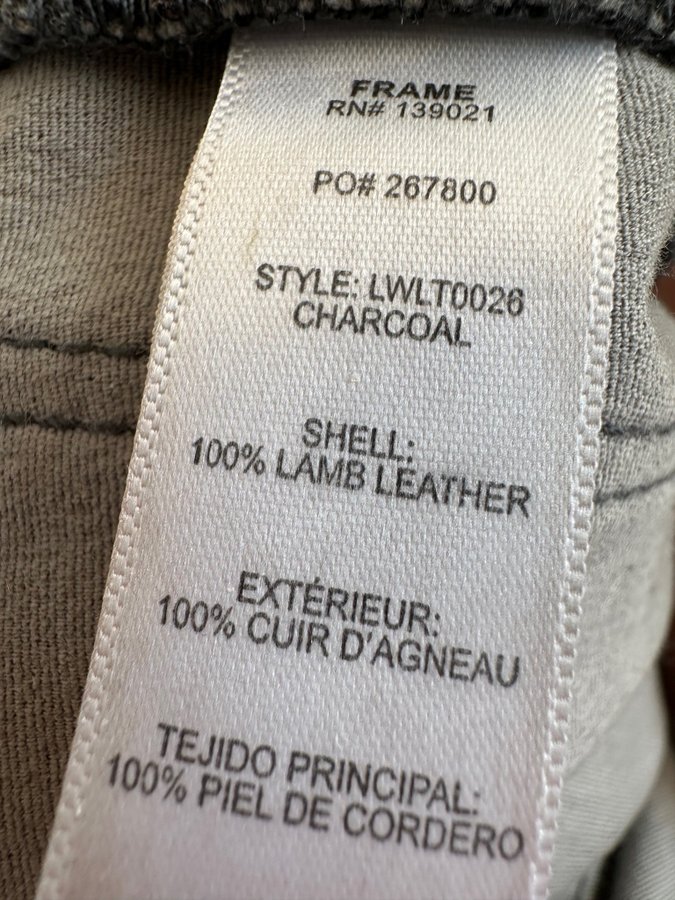 FRAME
RN# 139021
PO# 267800
STYLE: LWLT0026
CHARCOAL
SHELL:
100% LAMB LEATHER
EXTÉRIEUR:
100% CUIR D'AGNEAU
TEJIDO PRINCIPAL:
100% PIEL DE CORDERO